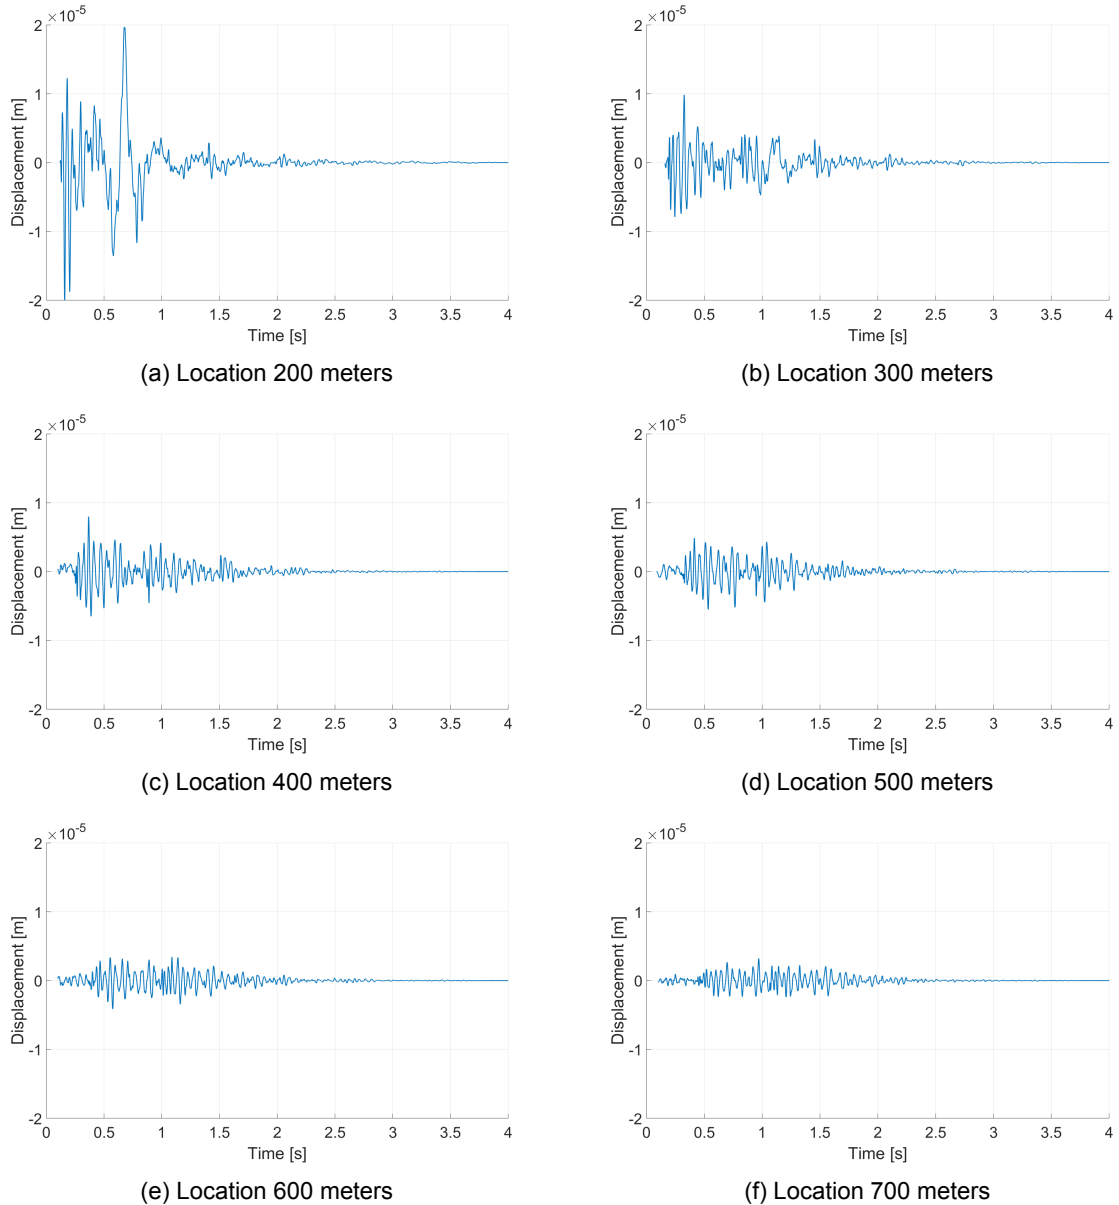 ×10-5
2
1
0
-1
-2
Displacement [m]
0 0.5 1 1.5 2 2.5 3 3.5 4
Time [s]
(a) Location 200 meters
×10-5
2
1
0
-1
-2
Displacement [m]
0 0.5 1 1.5 2 2.5 3 3.5 4
Time [s]
(b) Location 300 meters
×10-5
2
1
0
-1
-2
Displacement [m]
0 0.5 1 1.5 2 2.5 3 3.5 4
Time [s]
(c) Location 400 meters
×10-5
2
1
0
-1
-2
Displacement [m]
0 0.5 1 1.5 2 2.5 3 3.5 4
Time [s]
(d) Location 500 meters
×10-5
2
1
0
-1
-2
Displacement [m]
0 0.5 1 1.5 2 2.5 3 3.5 4
Time [s]
(e) Location 600 meters
×10-5
2
1
0
-1
-2
Displacement [m]
0 0.5 1 1.5 2 2.5 3 3.5 4
Time [s]
(f) Location 700 meters